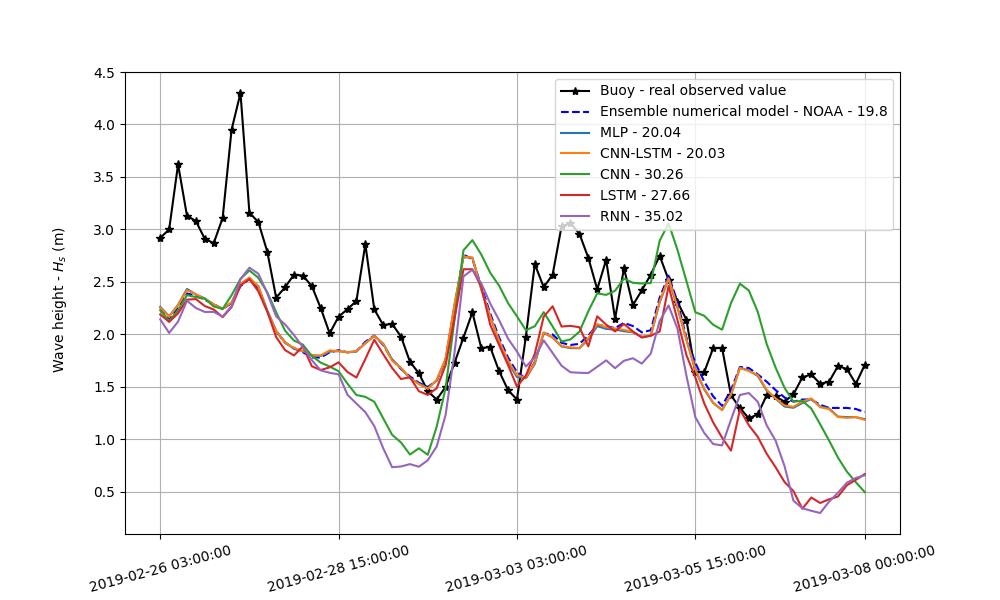 4.5
4.0
3.5
3.0
2.5
2.0
1.5
1.0
0.5
Wave height - Hs (m)
Buoy - real observed value
Ensemble numerical model - NOAA - 19.8
MLP - 20.04
CNN-LSTM - 20.03
CNN - 30.26
LSTM - 27.66
RNN - 35.02
2019-02-26 03:00:00
2019-02-28 15:00:00
2019-03-03 03:00:00
2019-03-05 15:00:00
2019-03-08 00:00:00